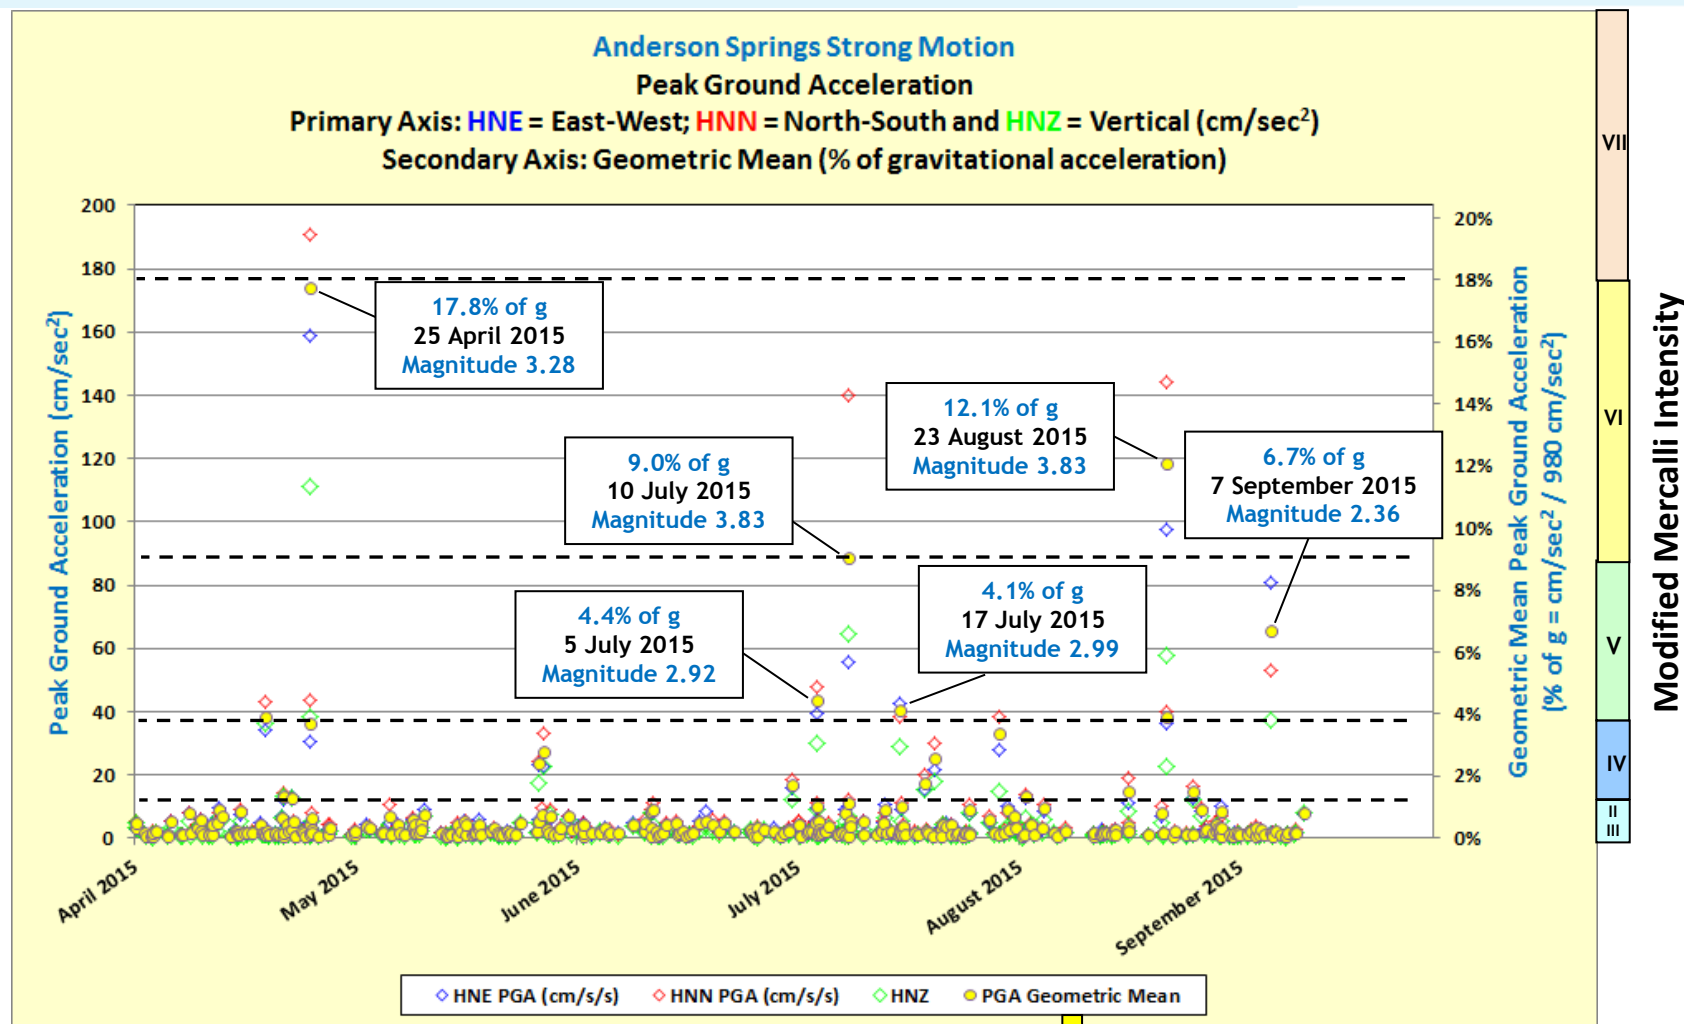 Anderson Springs Strong Motion
Peak Ground Acceleration
Primary Axis: HNE = East-West; HNN = North-South and HNZ = Vertical (cm/sec²)
Secondary Axis: Geometric Mean (% of gravitational acceleration)
Peak Ground Acceleration (cm/sec²)
200
180
160
140
120
100
80
60
40
20
0
17.8% of g
25 April 2015
Magnitude 3.28
9.0% of g
10 July 2015
Magnitude 3.83
12.1% of g
23 August 2015
Magnitude 3.83
6.7% of g
7 September 2015
Magnitude 2.36
4.4% of g
5 July 2015
Magnitude 2.92
4.1% of g
17 July 2015
Magnitude 2.99
20%
18%
16%
14%
12%
10%
8%
6%
4%
2%
0%
Geometric Mean Peak Ground Acceleration
(% of g = cm/sec² / 980 cm/sec²)
VII
VI
V
IV
II
III
Modified Mercalli Intensity
April 2015
May 2015
June 2015
July 2015
August 2015
September 2015
HNE PGA (cm/s/s)
HNN PGA (cm/s/s)
HNZ
PGA Geometric Mean